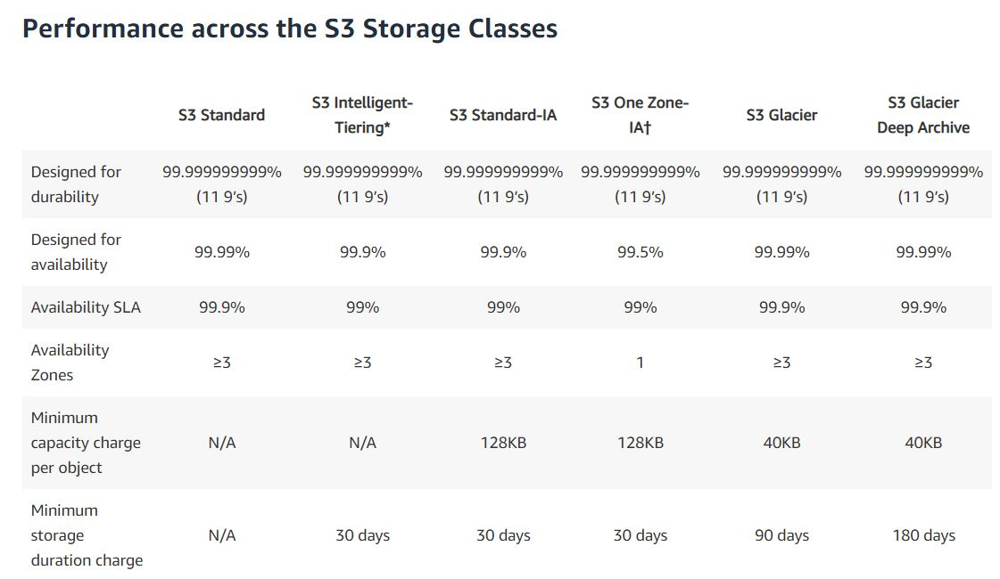 Performance across the S3 Storage Classes
S3 Standard
S3 Intelligent-
Tiering*
S3 Standard-IA
S3 One Zone-
IA†
S3 Glacier
S3 Glacier
Deep Archive
Designed for
durability
99.999999999%
(11 9’s)
99.999999999%
(11 9’s)
99.999999999%
(11 9’s)
99.999999999%
(11 9’s)
99.999999999%
(11 9’s)
99.999999999%
(11 9’s)
Designed for
availability
99.99%
99.9%
99.9%
99.5%
99.99%
99.99%
Availability SLA
99.9%
99%
99%
99%
99.9%
99.9%
Availability
Zones
≥3
≥3
≥3
1
≥3
≥3
Minimum
capacity charge
per object
N/A
N/A
128KB
128KB
40KB
40KB
Minimum
storage
duration charge
N/A
30 days
30 days
30 days
90 days
180 days